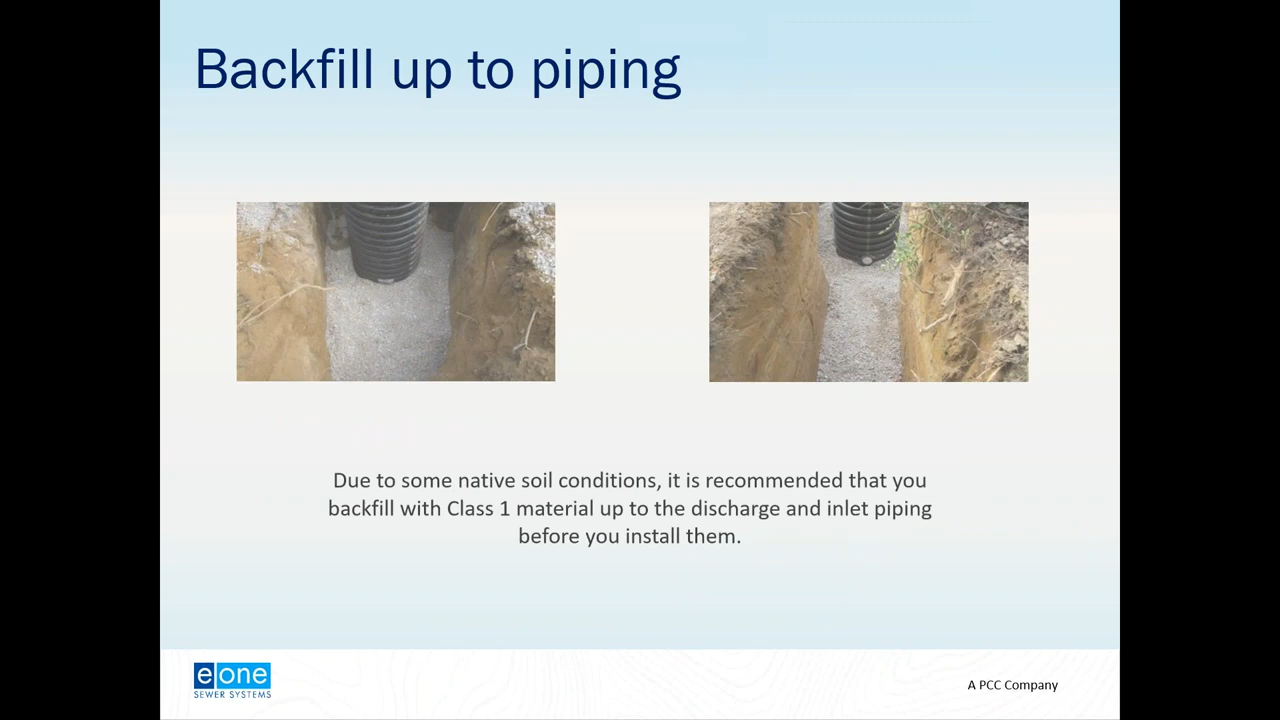 Backfill up to piping
Due to some native soil conditions, it is recommended that you
backfill with Class 1 material up to the discharge and inlet piping
before you install them.
e one
SEWER SYSTEMS
A PCC Company